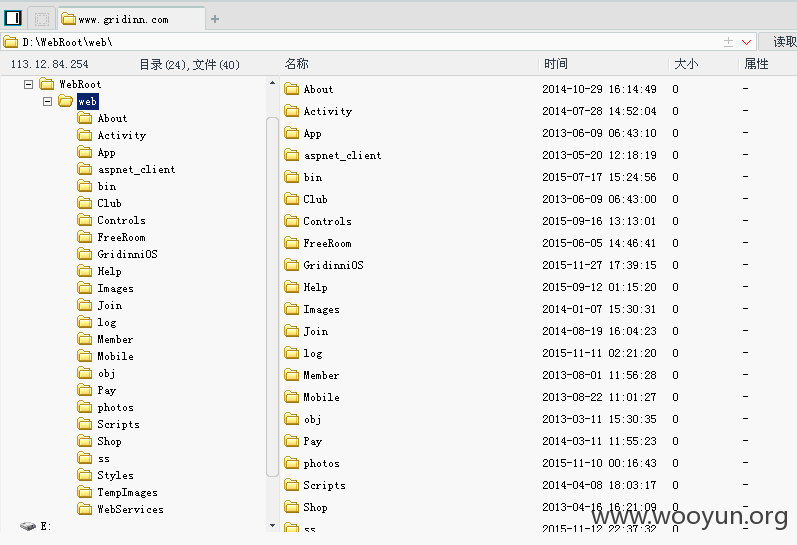 www.gridinn.com
D:\WebRoot\web\ 读取
113.12.84.254 目录(24),文件(40) 名称 时间 大小 属性
WebRoot
web
About
Activity
App
aspnet_client
bin
Club
Controls
FreeRoom
GridinniOS
Help
Images
Join
log
Member
Mobile
obj
Pay
photos
Scripts
Shop
ss
Styles
TempImages
WebServices
E:
About 2014-10-29 16:14:49 0 -
Activity 2014-07-28 14:52:04 0 -
App 2013-06-09 06:43:10 0 -
aspnet_client 2013-05-20 12:18:19 0 -
bin 2015-07-17 15:24:56 0 -
Club 2013-06-09 06:43:00 0 -
Controls 2015-09-16 13:13:01 0 -
FreeRoom 2015-06-05 14:46:41 0 -
GridinniOS 2015-11-27 17:39:15 0 -
Help 2015-09-12 01:15:20 0 -
Images 2014-01-07 15:30:31 0 -
Join 2014-08-19 16:04:23 0 -
log 2015-11-11 02:21:20 0 -
Member 2013-08-01 11:56:28 0 -
Mobile 2013-08-22 11:01:27 0 -
obj 2013-03-11 15:30:35 0 -
Pay 2014-03-11 11:55:23 0 -
photos 2015-11-10 00:16:43 0 -
Scripts 2014-04-08 18:03:17 0 -
Shop 2013-04-16 16:21:09 0 -
ss 2015-11-12 22:37:32 0 -
www.wooyun.org